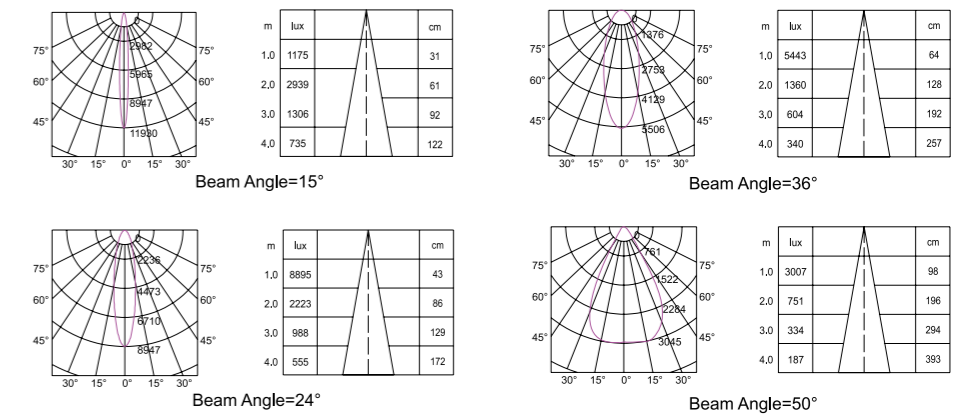 m lux cm
2982
5965
8947
11930
75° 75°
60° 60°
45° 45°
30° 15° 0° 15° 30°
1,0 1175 31
2,0 2939 61
3.0 1306 92
4,0 735 122
Beam Angle=15°
m lux cm
0
1376
2753
4129
5506
75° 75°
60° 60°
45° 45°
30° 15° 0° 15° 30°
1,0 5443 64
2,0 1360 128
3.0 604 192
4,0 340 257
Beam Angle=36°
m lux cm
0
2236
4473
6710
8947
75° 75°
60° 60°
45° 45°
30° 15° 0° 15° 30°
1,0 8895 43
2,0 2223 86
3.0 988 129
4.0 555 172
Beam Angle=24°
m lux cm
0
761
1522
2284
3045
75° 75°
60° 60°
45° 45°
30° 15° 0° 15° 30°
1,0 3007 98
2,0 751 196
3.0 334 294
4,0 187 393
Beam Angle=50°